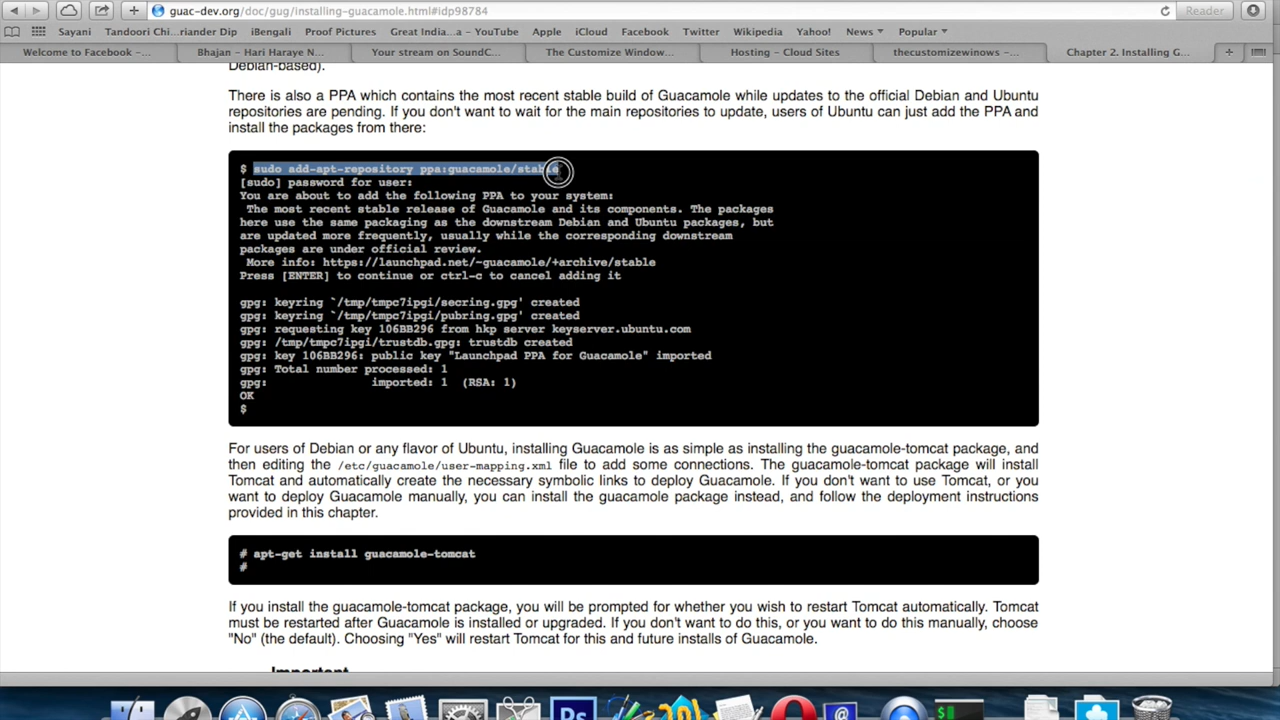 guac-dev.org/doc/gug/installing-guacamole.html#idp98784
Reader
Sayani Tandoori Ch...riander Dip iBengali Proof Pictures Great India...a – YouTube Apple iCloud Facebook Twitter Wikipedia Yahoo! News Popular
Welcome to Facebook –... Bhajan - Hari Haraye N... Your stream on SoundC... The Customize Window... Hosting – Cloud Sites thecustomizewinows –... Chapter 2. Installing G...
Debian-based).
There is also a PPA which contains the most recent stable build of Guacamole while updates to the official Debian and Ubuntu
repositories are pending. If you don't want to wait for the main repositories to update, users of Ubuntu can just add the PPA and
install the packages from there:
$ sudo add-apt-repository ppa:guacamole/stable
[sudo] password for user:
You are about to add the following PPA to your system:
The most recent stable release of Guacamole and its components. The packages
here use the same packaging as the downstream Debian and Ubuntu packages, but
are updated more frequently, usually while the corresponding downstream
packages are under official review.
More info: https://launchpad.net/~guacamole/+archive/stable
Press [ENTER] to continue or ctrl-c to cancel adding it
gpg: keyring `/tmp/tmpc7ipgi/secring.gpg' created
gpg: keyring `/tmp/tmpc7ipgi/pubring.gpg' created
gpg: requesting key 106BB296 from hkp server keyserver.ubuntu.com
gpg: /tmp/tmpc7ipgi/trustdb.gpg: trustdb created
gpg: key 106BB296: public key "Launchpad PPA for Guacamole" imported
gpg: Total number processed: 1
gpg: imported: 1 (RSA: 1)
OK
$
For users of Debian or any flavor of Ubuntu, installing Guacamole is as simple as installing the guacamole-tomcat package, and
then editing the /etc/guacamole/user-mapping.xml file to add some connections. The guacamole-tomcat package will install
Tomcat and automatically create the necessary symbolic links to deploy Guacamole. If you don't want to use Tomcat, or you
want to deploy Guacamole manually, you can install the guacamole package instead, and follow the deployment instructions
provided in this chapter.
# apt-get install guacamole-tomcat
#
If you install the guacamole-tomcat package, you will be prompted for whether you wish to restart Tomcat automatically. Tomcat
must be restarted after Guacamole is installed or upgraded. If you don't want to do this, or you want to do this manually, choose
"No" (the default). Choosing "Yes" will restart Tomcat for this and future installs of Guacamole.
Important
Ps
@
$